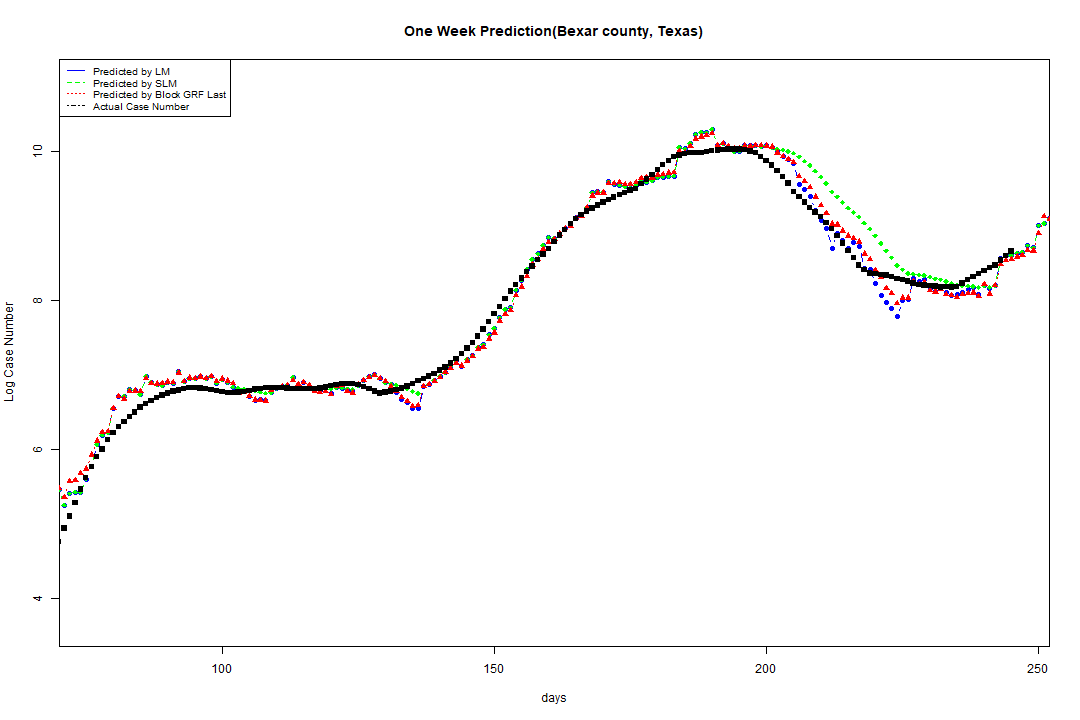 One Week Prediction(Bexar county, Texas)
Predicted by LM
Predicted by SLM
Predicted by Block GRF Last
Actual Case Number
10
8
6
4
Log Case Number
100
150
200
250
days